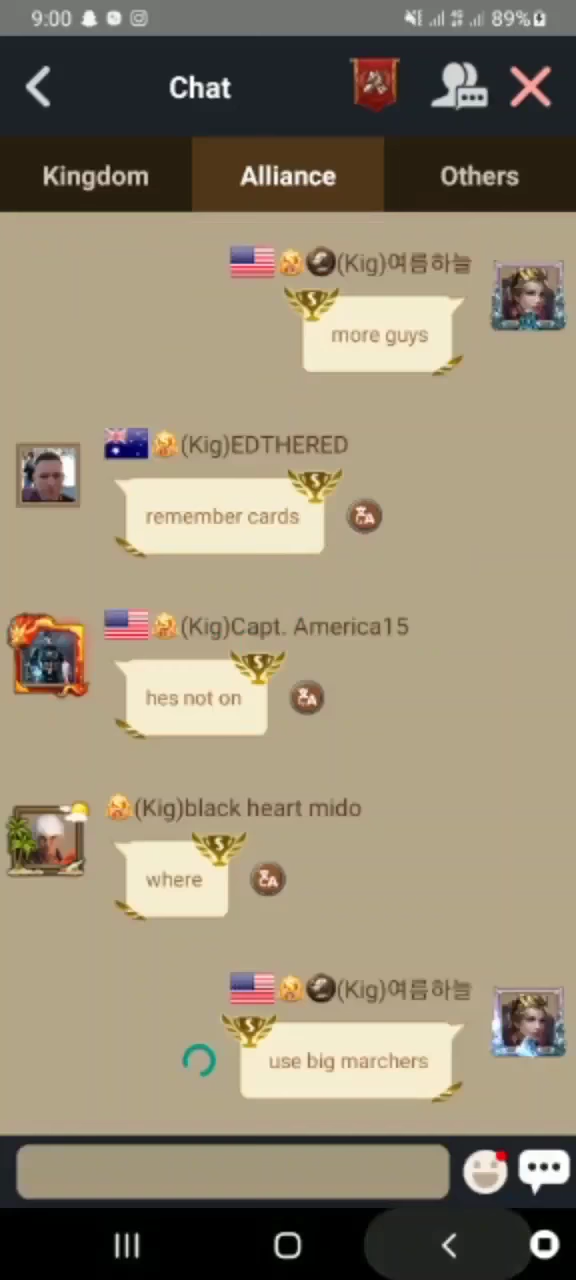 9:00 89%
Chat
Kingdom Alliance Others
(Kig)여름하늘
more guys
(Kig)EDTHERED
remember cards
(Kig)Capt. America15
hes not on
(Kig)black heart mido
where
(Kig)여름하늘
use big marchers